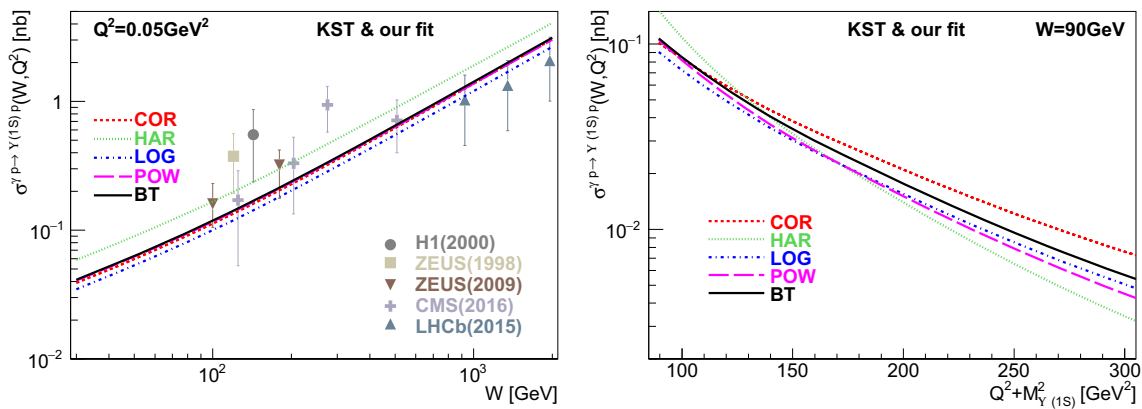 Q²=0.05GeV²
KST & our fit
σ^{γ p→ Υ (1S) p}(W,Q²) [nb]
1
10⁻¹
10⁻²
COR
HAR
LOG
POW
BT
H1(2000)
ZEUS(1998)
ZEUS(2009)
CMS(2016)
LHCb(2015)
10²
10³
W [GeV]
KST & our fit
W=90GeV
σ^{γ p→ Υ (1S) p}(W,Q²) [nb]
10⁻¹
10⁻²
COR
HAR
LOG
POW
BT
100 150 200 250 300
Q²+M²_{Υ (1S)} [GeV²]